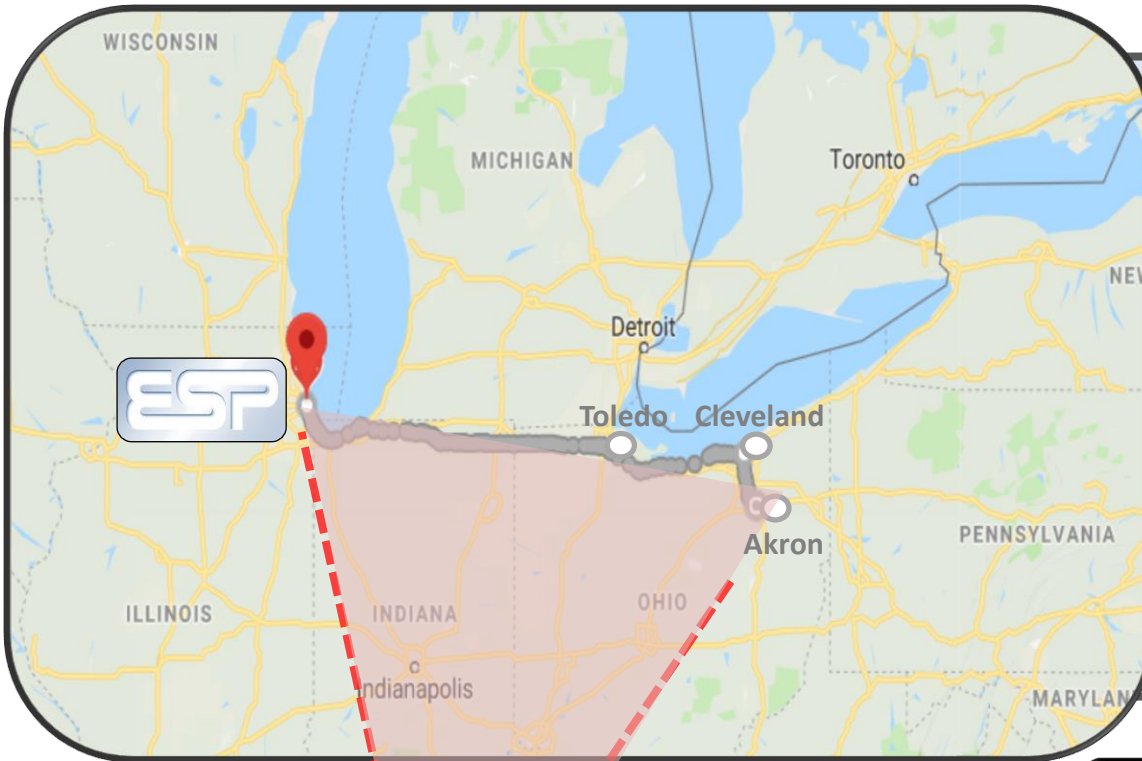 WISCONSIN
MICHIGAN
Toronto
NEW
Detroit
ESP
Toledo
Cleveland
Akron
PENNSYLVANIA
ILLINOIS
INDIANA
OHIO
Indianapolis
MARYLAN